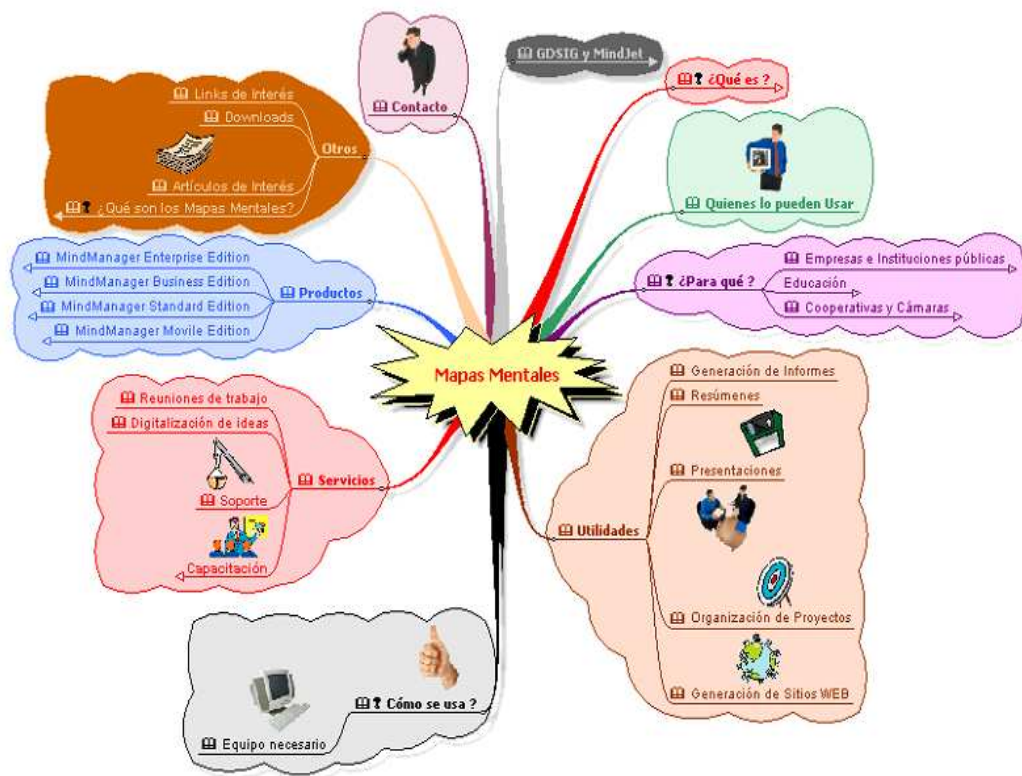 Mapas Mentales
GDSIG y MindJet
¿Qué es ?
Quienes lo pueden Usar
¿Para qué ?
Empresas e Instituciones públicas
Educación
Cooperativas y Cámaras
Utilidades
Generación de Informes
Resúmenes
Presentaciones
Organización de Proyectos
Generación de Sitios WEB
Cómo se usa ?
Equipo necesario
Servicios
Reuniones de trabajo
Digitalización de ideas
Soporte
Capacitación
Productos
MindManager Enterprise Edition
MindManager Business Edition
MindManager Standard Edition
MindManager Movile Edition
Otros
Links de Interés
Downloads
Artículos de Interés
¿Qué son los Mapas Mentales?
Contacto